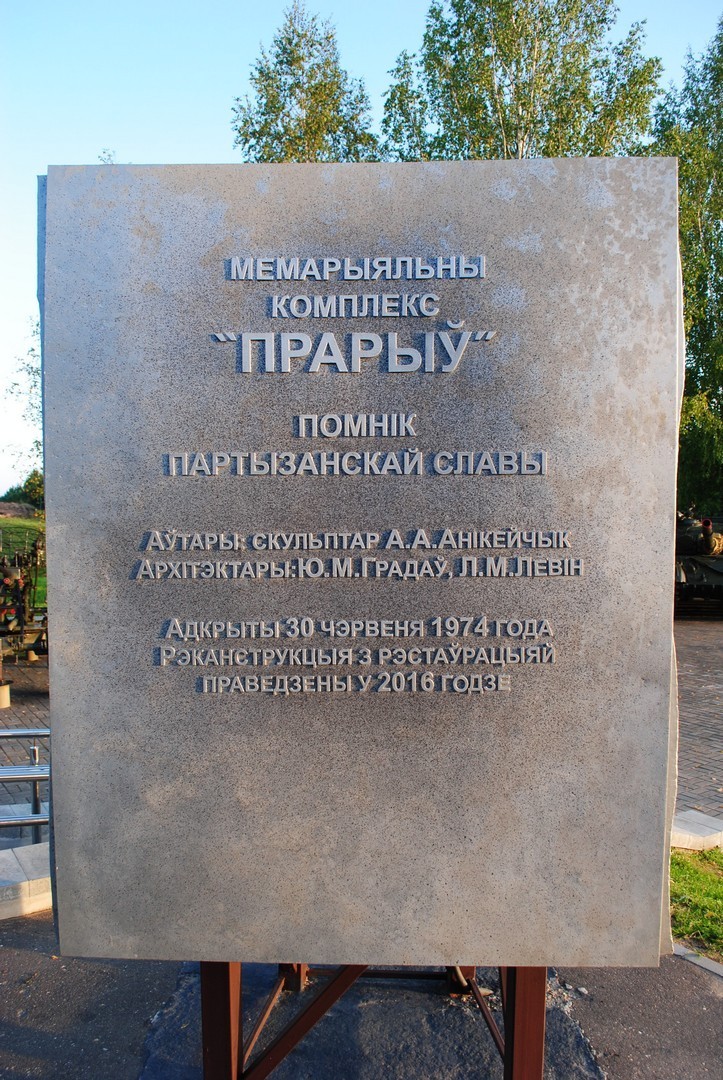 МЕМАРЫЯЛЬНЫ
КОМПЛЕКС
"ПРАРЫЎ"
ПОМНІК
ПАРТЫЗАНСКАЙ СЛАВЫ
АЎТАРЫ: СКУЛЬПТАР А.А.АНІКЕЙЧЫК
АРХІТЭКТАРЫ:Ю.М.ГРАДАЎ, Л.М.ЛЕВІН
АДКРЫТЫ 30 ЧЭРВЕНЯ 1974 ГОДА
РЭКАНСТРУКЦЫЯ З РЭСТАЎРАЦЫЯЙ
ПРАВЕДЗЕНЫ У 2016 ГОДЗЕ